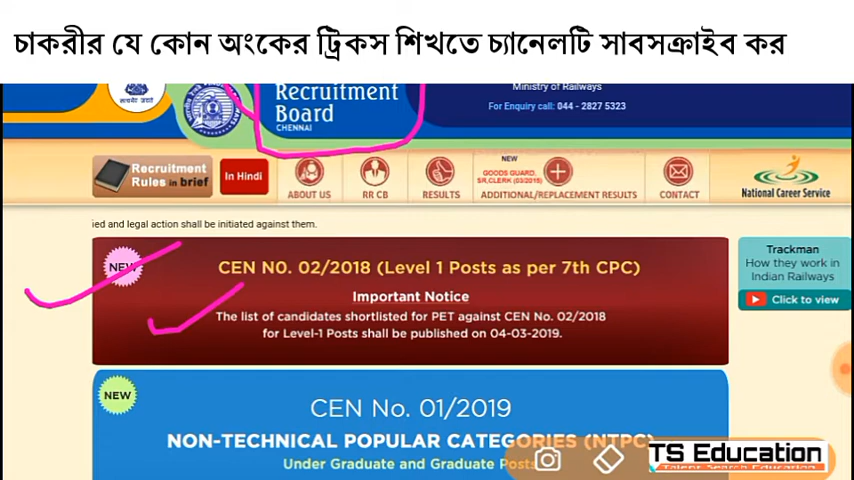 চাকরীর যে কোন অংকের ট্রিকস শিখতে চ্যানেলটি সাবসক্রাইব কর
Recruitment
Board
CHENNAI
Ministry of Railways
For Enquiry call: 044 - 2827 5323
Recruitment
Rules in brief
In Hindi
ABOUT US
RR CB
RESULTS
NEW
GOODS GUARD,
SR.CLERK (03/2015)
ADDITIONAL/REPLACEMENT RESULTS
CONTACT
National Career Service
ied and legal action shall be initiated against them.
NEW
CEN NO. 02/2018 (Level 1 Posts as per 7th CPC)
Important Notice
The list of candidates shortlisted for PET against CEN No. 02/2018
for Level-1 Posts shall be published on 04-03-2019.
Trackman
How they work in
Indian Railways
Click to view
NEW
CEN No. 01/2019
NON-TECHNICAL POPULAR CATEGORIES (NTPC)
Under Graduate and Graduate Posts
TS Education
Talent Search Education